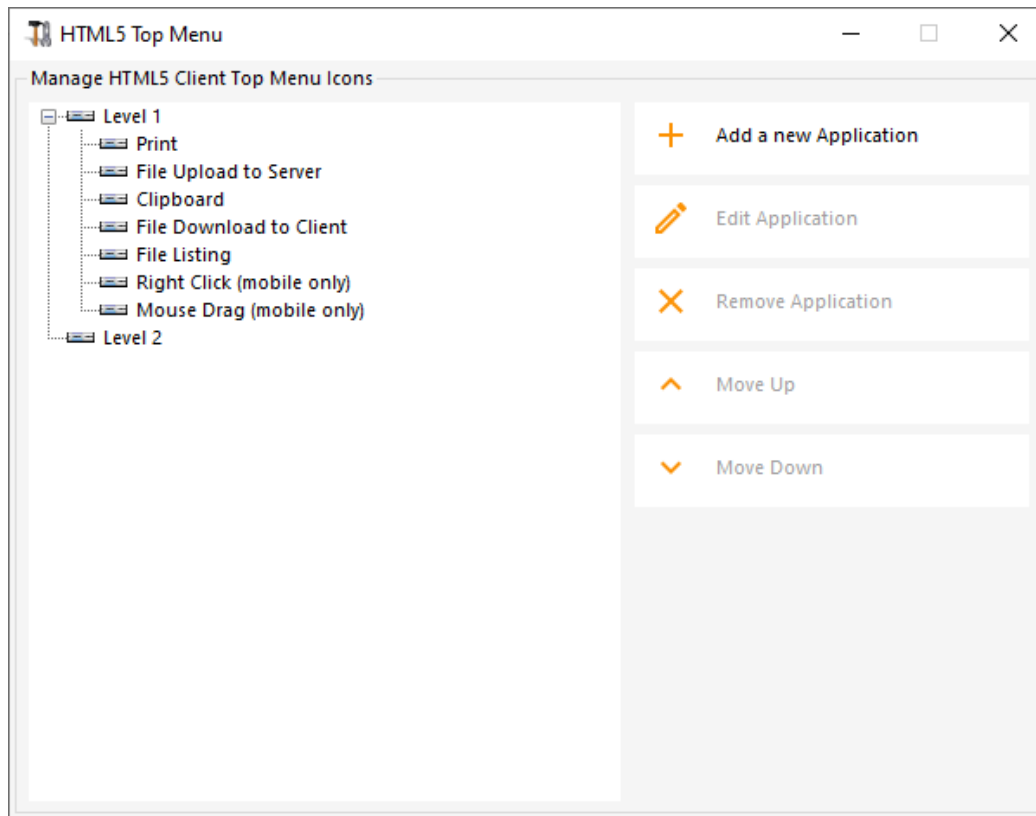 HTML5 Top Menu
Manage HTML5 Client Top Menu Icons
Level 1
Print
File Upload to Server
Clipboard
File Download to Client
File Listing
Right Click (mobile only)
Mouse Drag (mobile only)
Level 2
Add a new Application
Edit Application
Remove Application
Move Up
Move Down